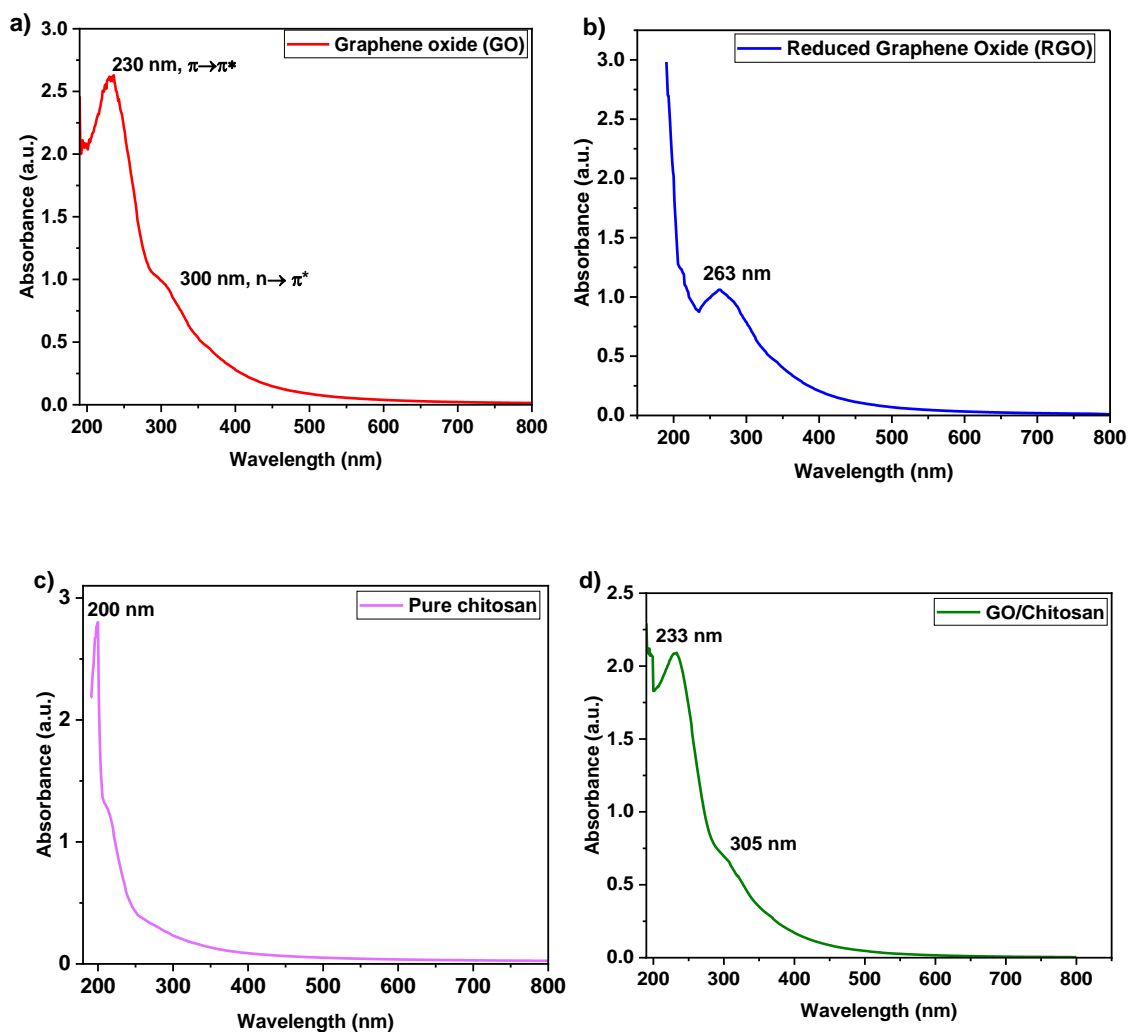 a)
Graphene oxide (GO)
230 nm, π→π*
300 nm, n→ π*
Absorbance (a.u.)
3.0
2.5
2.0
1.5
1.0
0.5
0.0
200 300 400 500 600 700 800
Wavelength (nm)
b)
Reduced Graphene Oxide (RGO)
263 nm
Absorbance (a.u.)
3.0
2.5
2.0
1.5
1.0
0.5
0.0
200 300 400 500 600 700 800
Wavelength (nm)
c)
Pure chitosan
200 nm
Absorbance (a.u.)
3
2
1
0
200 300 400 500 600 700 800
Wavelength (nm)
d)
GO/Chitosan
233 nm
305 nm
Absorbance (a.u.)
2.5
2.0
1.5
1.0
0.5
0.0
200 300 400 500 600 700 800
Wavelength (nm)